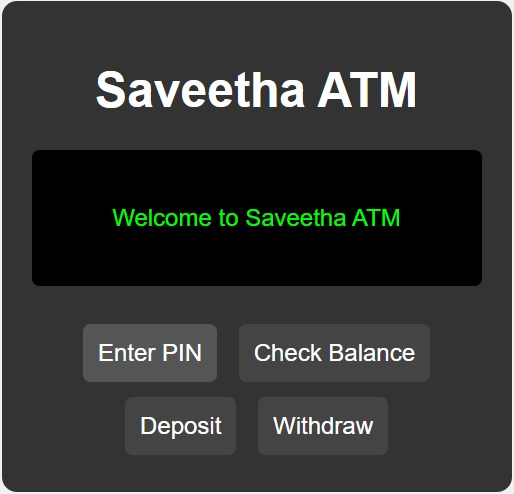 Saveetha ATM
Welcome to Saveetha ATM
Enter PIN Check Balance
Deposit Withdraw